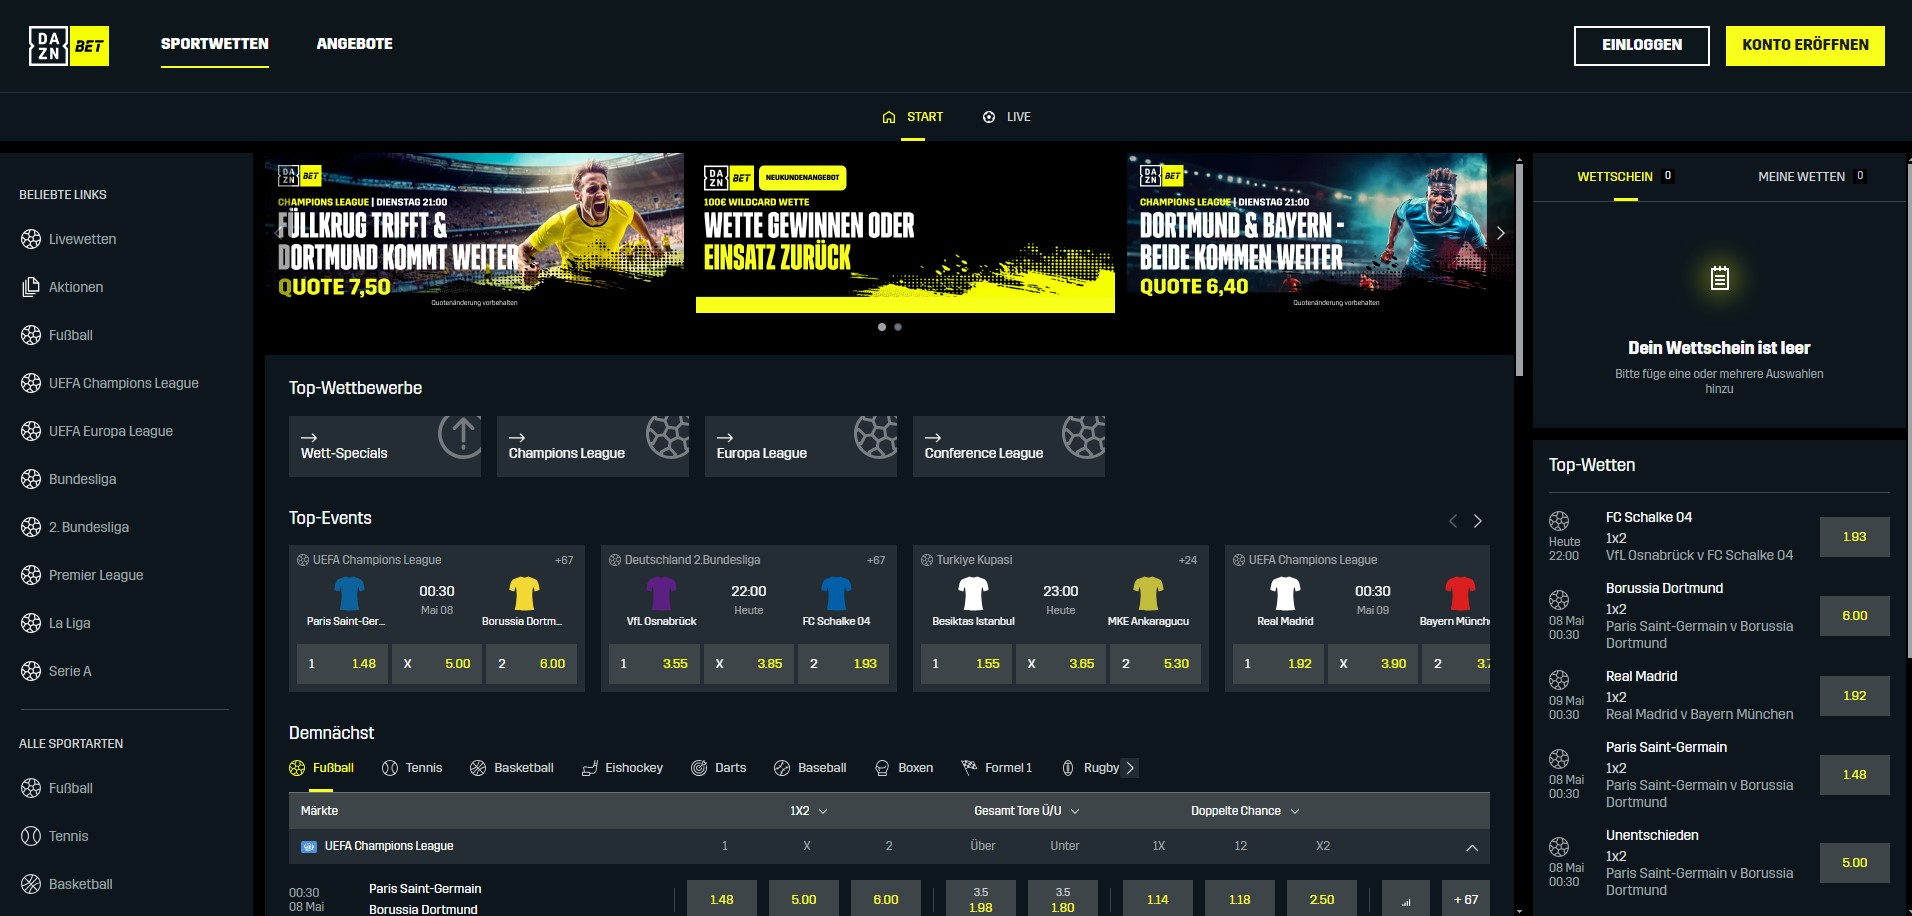 DA
ZN
BET
SPORTWETTEN
ANGEBOTE
EINLOGGEN
KONTO ERÖFFNEN
START
LIVE
BELIEBTE LINKS
Livewetten
Aktionen
Fußball
UEFA Champions League
UEFA Europa League
Bundesliga
2. Bundesliga
Premier League
La Liga
Serie A
ALLE SPORTARTEN
Fußball
Tennis
Basketball
DA
ZN
BET
CHAMPIONS LEAGUE | DIENSTAG 21:00
FÜLLKRUG TRIFFT &
DORTMUND KOMMT WEITER
QUOTE 7,50
Quotenänderung vorbehalten
DA
ZN
BET
NEUKUNDENANGEBOT
100€ WILDCARD WETTE
WETTE GEWINNEN ODER
EINSATZ ZURÜCK
DA
ZN
BET
CHAMPIONS LEAGUE | DIENSTAG 21:00
DORTMUND & BAYERN -
BEIDE KOMMEN WEITER
QUOTE 6,40
Quotenänderung vorbehalten
Top-Wettbewerbe
Wett-Specials
Champions League
Europa League
Conference League
Top-Events
UEFA Champions League
+67
00:30
Mai 08
Paris Saint-Ger...
Borussia Dortm...
1 1.48
X 5.00
2 6.00
Deutschland 2.Bundesliga
+67
22:00
Heute
VfL Osnabrück
FC Schalke 04
1 3.55
X 3.85
2 1.93
Turkiye Kupasi
+24
23:00
Heute
Besiktas Istanbul
MKE Ankaragucu
1 1.55
X 3.65
2 5.30
UEFA Champions League
00:30
Mai 09
Real Madrid
Bayern Münch
1 1.92
X 3.90
2 3.7
Demnächst
Fußball
Tennis
Basketball
Eishockey
Darts
Baseball
Boxen
Formel 1
Rugby
Märkte
1X2
Gesamt Tore Ü/U
Doppelte Chance
UEFA Champions League
1
X
2
Über
Unter
1X
12
X2
00:30
08 Mai
Paris Saint-Germain
Borussia Dortmund
1.48
5.00
6.00
3.5
1.98
3.5
1.80
1.14
1.18
2.50
+ 67
WETTSCHEIN 0
MEINE WETTEN 0
Dein Wettschein ist leer
Bitte füge eine oder mehrere Auswahlen
hinzu
Top-Wetten
Heute
22:00
FC Schalke 04
1x2
VfL Osnabrück v FC Schalke 04
1.93
08 Mai
00:30
Borussia Dortmund
1x2
Paris Saint-Germain v Borussia
Dortmund
6.00
09 Mai
00:30
Real Madrid
1x2
Real Madrid v Bayern München
1.92
08 Mai
00:30
Paris Saint-Germain
1x2
Paris Saint-Germain v Borussia
Dortmund
1.48
08 Mai
00:30
Unentschieden
1x2
Paris Saint-Germain v Borussia
Dortmund
5.00